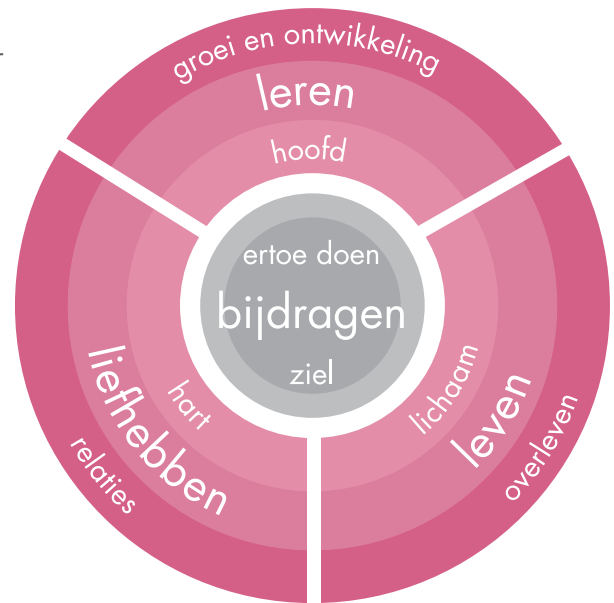 groei en ontwikkeling
leren
hoofd
ertoe doen
bijdragen
ziel
hart
liefhebben
relaties
lichaam
leven
overleven